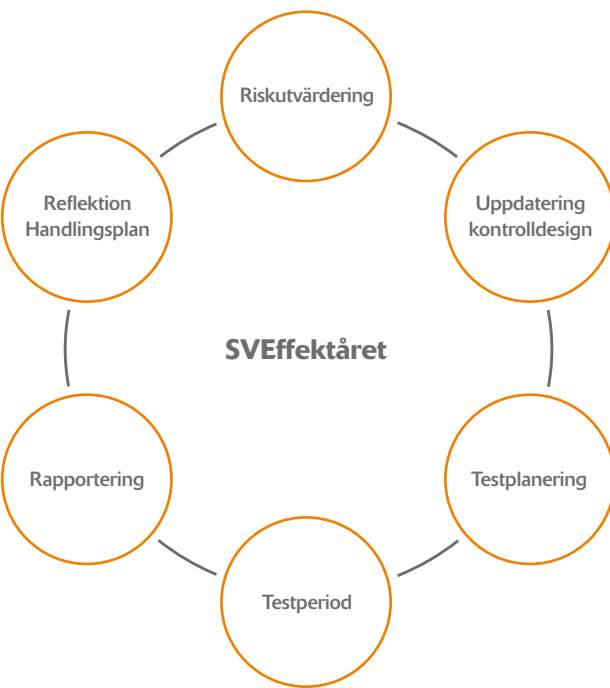 Riskutvärdering
Uppdatering
kontrolldesign
Testplanering
Testperiod
Rapportering
Reflektion
Handlingsplan
SVEffektåret